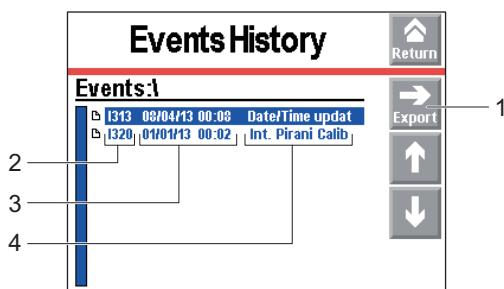 Events History
Return
Events:\
Export
I313 08/04/13 00:08 Date/Time updat
I320 01/01/13 00:02 Int. Pirani Calib
1
2
3
4